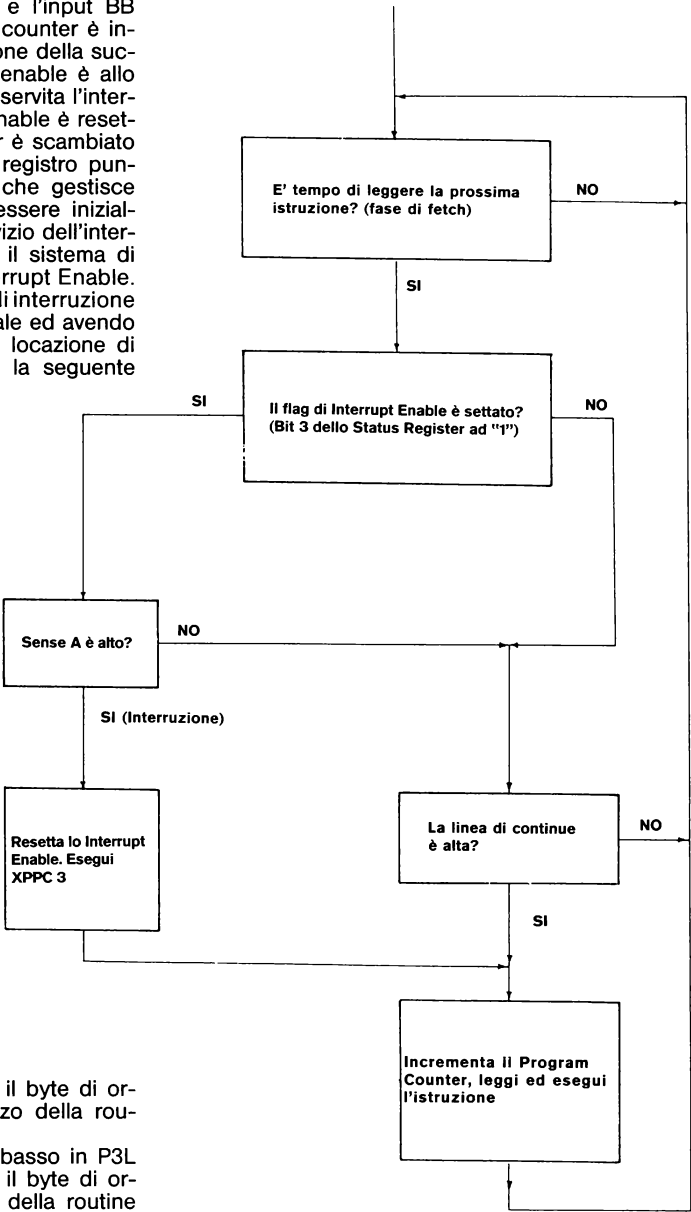 e l'input BB
counter è in-
one della suc-
enable è allo
servita l'inter-
nable è reset-
r è scambiato
registro pun-
che gestisce
essere inizial-
vizio dell'inter-
il sistema di
rrupt Enable.
di interruzione
ale ed avendo
locazione di
la seguente
E' tempo di leggere la prossima
istruzione? (fase di fetch)
NO
SI
Il flag di Interrupt Enable è settato?
(Bit 3 dello Status Register ad "1")
SI
NO
Sense A è alto?
NO
SI (Interruzione)
Resetta lo Interrupt
Enable. Esegui
XPPC 3
La linea di continue
è alta?
NO
SI
Incrementa il Program
Counter, leggi ed esegui
l'istruzione
il byte di or-
zo della rou-
basso in P3L
il byte di or-
della routine